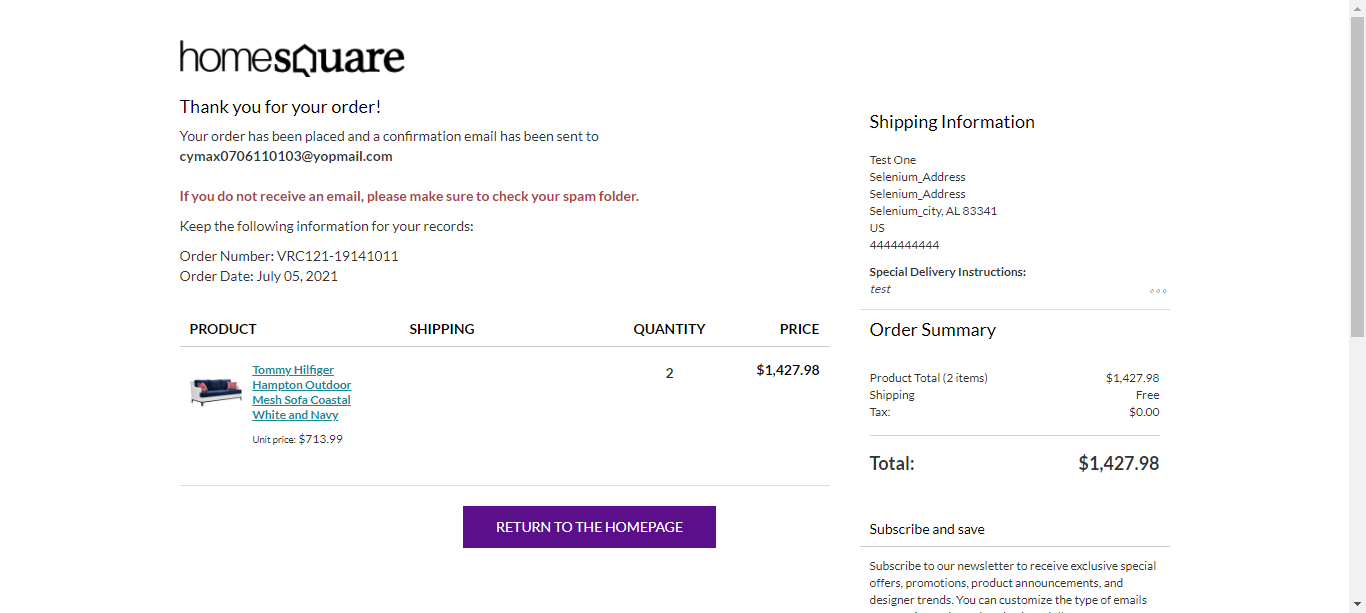 homesquare
Thank you for your order!
Your order has been placed and a confirmation email has been sent to
cymax0706110103@yopmail.com
If you do not receive an email, please make sure to check your spam folder.
Keep the following information for your records:
Order Number: VRC121-19141011
Order Date: July 05, 2021
PRODUCT SHIPPING QUANTITY PRICE
Tommy Hilfiger
Hampton Outdoor
Mesh Sofa Coastal
White and Navy
Unit price: $713.99
2
$1,427.98
RETURN TO THE HOMEPAGE
Shipping Information
Test One
Selenium_Address
Selenium_Address
Selenium_city, AL 83341
US
4444444444
Special Delivery Instructions:
test
Order Summary
Product Total (2 items) $1,427.98
Shipping Free
Tax: $0.00
Total: $1,427.98
Subscribe and save
Subscribe to our newsletter to receive exclusive special
offers, promotions, product announcements, and
designer trends. You can customize the type of emails